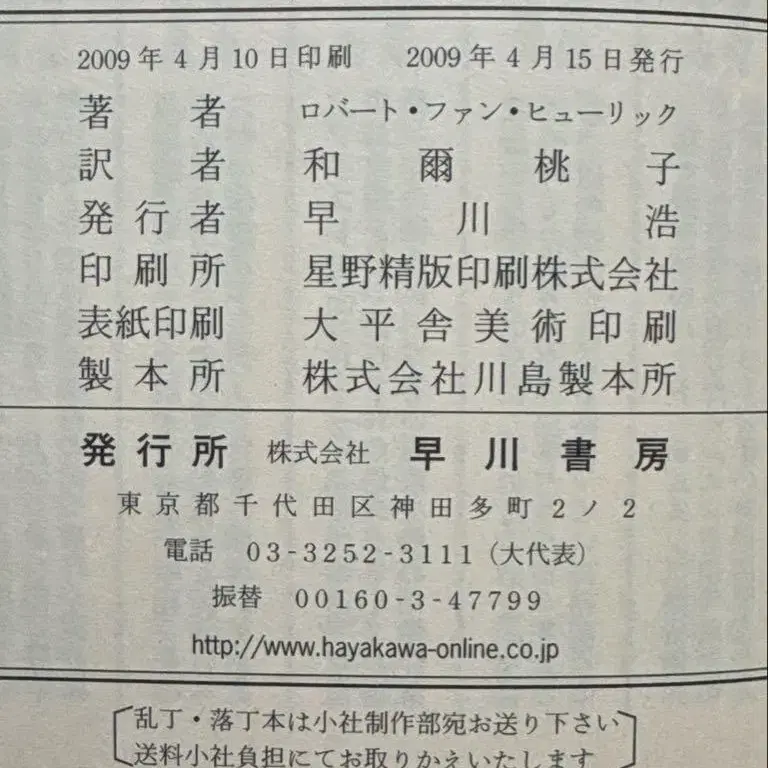 2009年4月10日印刷 2009年4月15日発行
著者 ロバート・ファン・ヒューリック
訳者 和爾桃子
発行者 早川浩
印刷所 星野精版印刷株式会社
表紙印刷 大平舎美術印刷
製本所 株式会社川島製本所
発行所 株式会社 早川書房
東京都千代田区神田多町2ノ2
電話 03-3252-3111(大代表)
振替 00160-3-47799
http://www.hayakawa-online.co.jp
乱丁・落丁本は小社制作部宛お送り下さい
送料小社負担にてお取りかえいたします